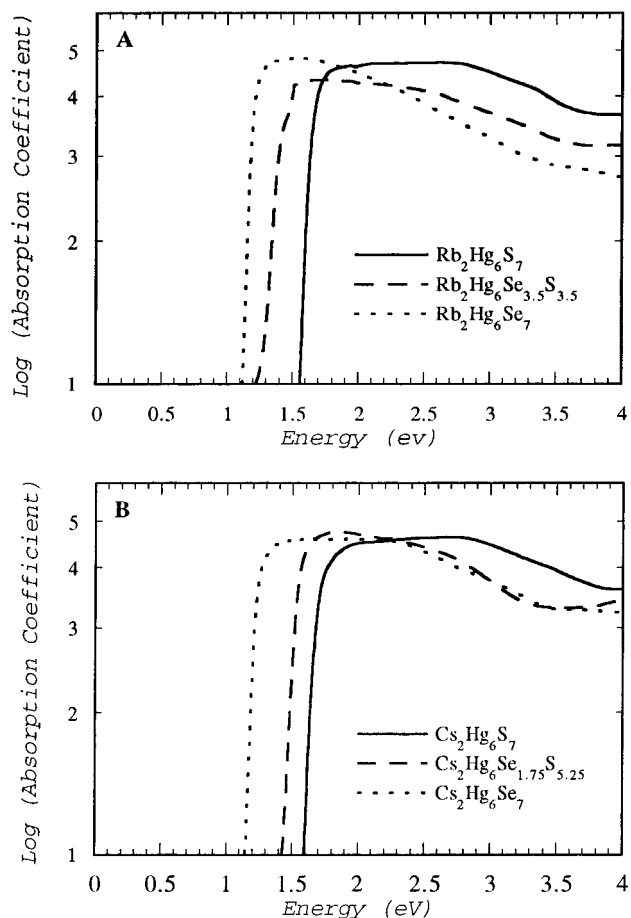 A
Log (Absorption Coefficient)
5
4
3
2
1
Rb2Hg6S7
Rb2Hg6Se3.5S3.5
Rb2Hg6Se7
0 0.5 1 1.5 2 2.5 3 3.5 4
Energy (ev)
B
Log (Absorption Coefficient)
5
4
3
2
1
Cs2Hg6S7
Cs2Hg6Se1.75S5.25
Cs2Hg6Se7
0 0.5 1 1.5 2 2.5 3 3.5 4
Energy (eV)